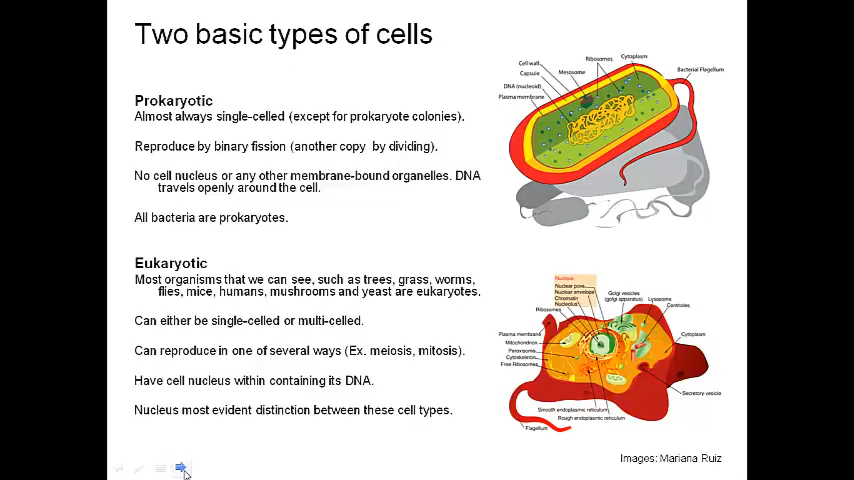 Two basic types of cells
Prokaryotic
Almost always single-celled (except for prokaryote colonies).
Reproduce by binary fission (another copy by dividing).
No cell nucleus or any other membrane-bound organelles. DNA
travels openly around the cell.
All bacteria are prokaryotes.
Eukaryotic
Most organisms that we can see, such as trees, grass, worms,
flies, mice, humans, mushrooms and yeast are eukaryotes.
Can either be single-celled or multi-celled.
Can reproduce in one of several ways (Ex. meiosis, mitosis).
Have cell nucleus within containing its DNA.
Nucleus most evident distinction between these cell types.
Cell wall
Capsule
DNA (nucleoid)
Plasma membrane
Mesosome
Ribosomes
Cytoplasm
Bacterial Flagellum
Nucleus
Nuclear pore
Nuclear envelope
Chromatin
Nucleolus
Ribosomes
Golgi vesicles
(golgi apparatus)
Lysosome
Centrioles
Plasma membrane
Mitochondrion
Peroxisome
Cytoskeleton
Free Ribosomes
Cytoplasm
Secretory vesicle
Smooth endoplasmic reticulum
Rough endoplasmic reticulum
Flagellum
Images: Mariana Ruiz